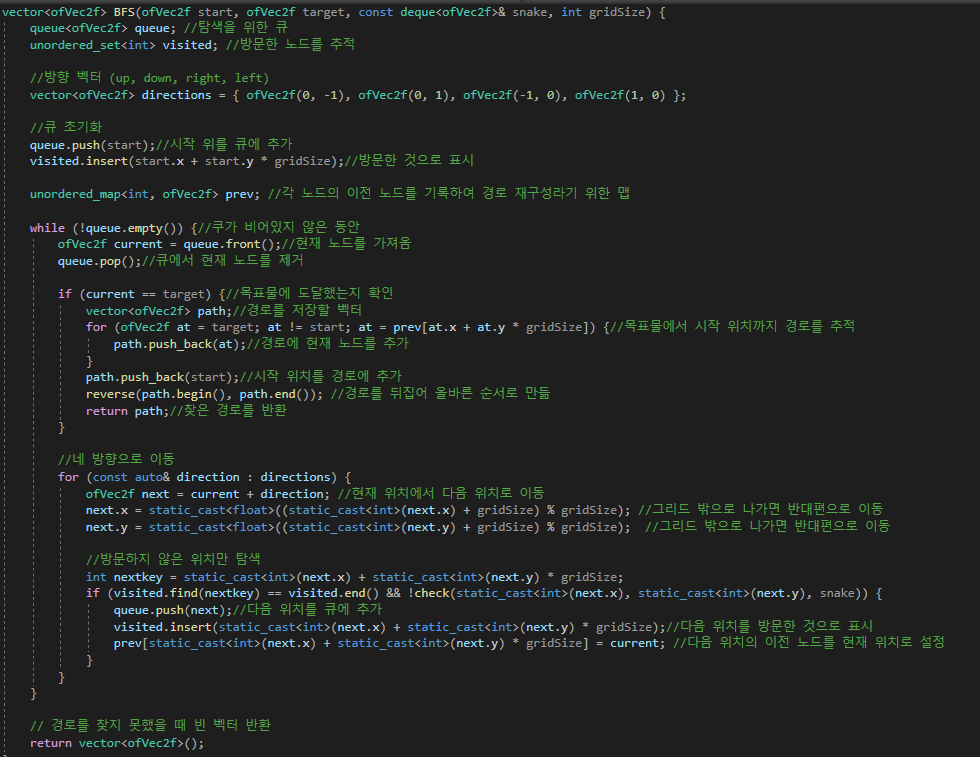 vector<ofVec2f> BFS(ofVec2f start, ofVec2f target, const deque<ofVec2f>& snake, int gridSize) {
queue<ofVec2f> queue; //탐색을 위한 큐
unordered_set<int> visited; //방문한 노드를 추적
//방향 벡터 (up, down, right, left)
vector<ofVec2f> directions = { ofVec2f(0, -1), ofVec2f(0, 1), ofVec2f(-1, 0), ofVec2f(1, 0) };
//큐 초기화
queue.push(start);//시작 위를 큐에 추가
visited.insert(start.x + start.y * gridSize);//방문한 것으로 표시
unordered_map<int, ofVec2f> prev; //각 노드의 이전 노드를 기록하여 경로 재구성라기 위한 맵
while (!queue.empty()) {//쿠가 비어있지 않은 동안
ofVec2f current = queue.front();//현재 노드를 가져옴
queue.pop();//큐에서 현재 노드를 제거
if (current == target) {//목표물에 도달했는지 확인
vector<ofVec2f> path;//경로를 저장할 벡터
for (ofVec2f at = target; at != start; at = prev[at.x + at.y * gridSize]) {//목표물에서 시작 위치까지 경로를 추적
path.push_back(at);//경로에 현재 노드를 추가
}
path.push_back(start);//시작 위치를 경로에 추가
reverse(path.begin(), path.end()); //경로를 뒤집어 올바른 순서로 만듦
return path;//찾은 경로를 반환
}
//네 방향으로 이동
for (const auto& direction : directions) {
ofVec2f next = current + direction; //현재 위치에서 다음 위치로 이동
next.x = static_cast<float>((static_cast<int>(next.x) + gridSize) % gridSize); //그리드 밖으로 나가면 반대편으로 이동
next.y = static_cast<float>((static_cast<int>(next.y) + gridSize) % gridSize);  //그리드 밖으로 나가면 반대편으로 이동
//방문하지 않은 위치만 탐색
int nextkey = static_cast<int>(next.x) + static_cast<int>(next.y) * gridSize;
if (visited.find(nextkey) == visited.end() && !check(static_cast<int>(next.x), static_cast<int>(next.y), snake)) {
queue.push(next);//다음 위치를 큐에 추가
visited.insert(static_cast<int>(next.x) + static_cast<int>(next.y) * gridSize);//다음 위치를 방문한 것으로 표시
prev[static_cast<int>(next.x) + static_cast<int>(next.y) * gridSize] = current; //다음 위치의 이전 노드를 현재 위치로 설정
}
}
}
// 경로를 찾지 못했을 때 빈 벡터 반환
return vector<ofVec2f>();